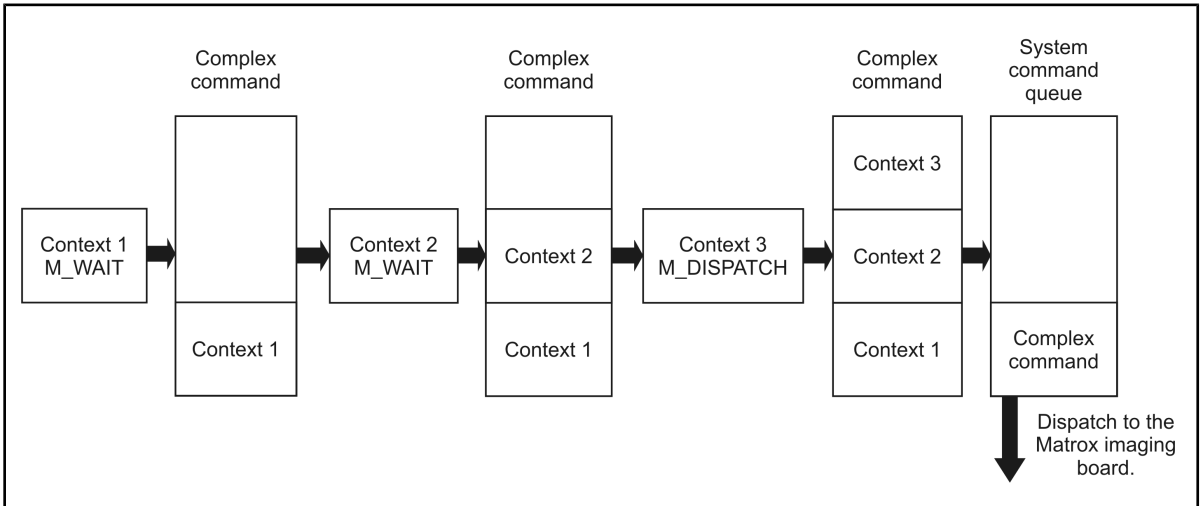 Complex
command
Complex
command
Complex
command
System
command
queue
Context 1
M_WAIT
Context 1
Context 2
M_WAIT
Context 2
Context 1
Context 3
M_DISPATCH
Context 3
Context 2
Context 1
Complex
command
Dispatch to the
Matrox imaging
board.